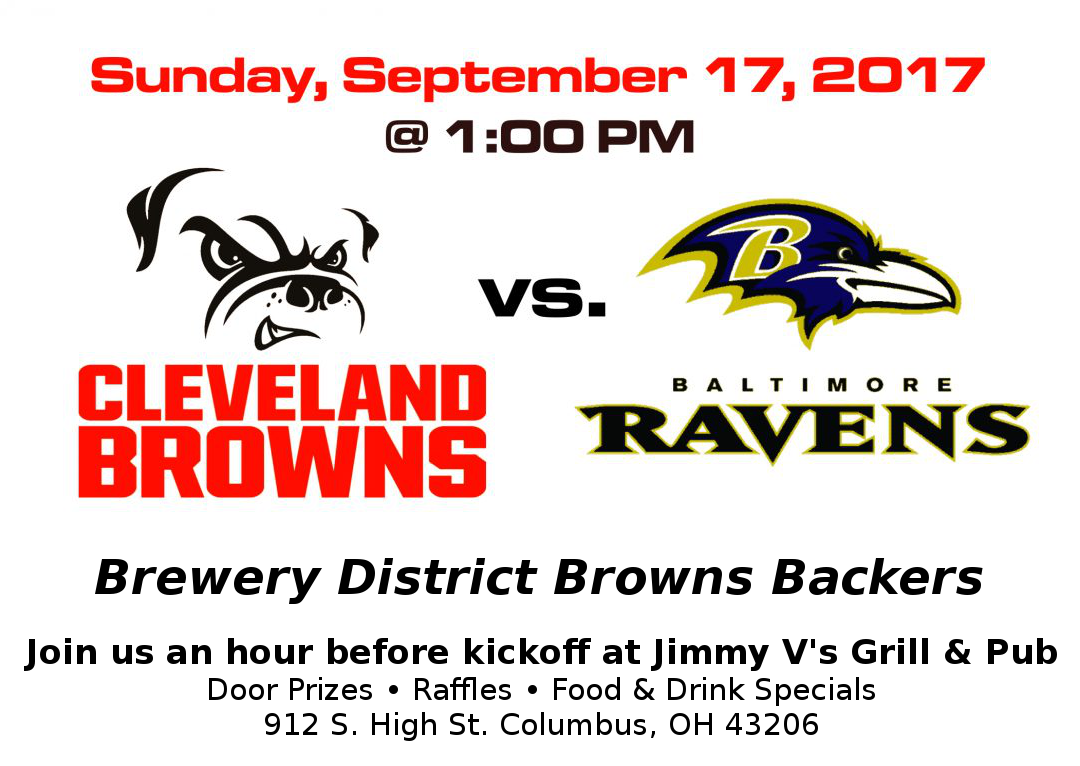 Sunday, September 17, 2017
@ 1:00 PM
B
vs.
CLEVELAND
BROWNS
BALTIMORE
RAVENS
Brewery District Browns Backers
Join us an hour before kickoff at Jimmy V's Grill & Pub
Door Prizes • Raffles • Food & Drink Specials
912 S. High St. Columbus, OH 43206